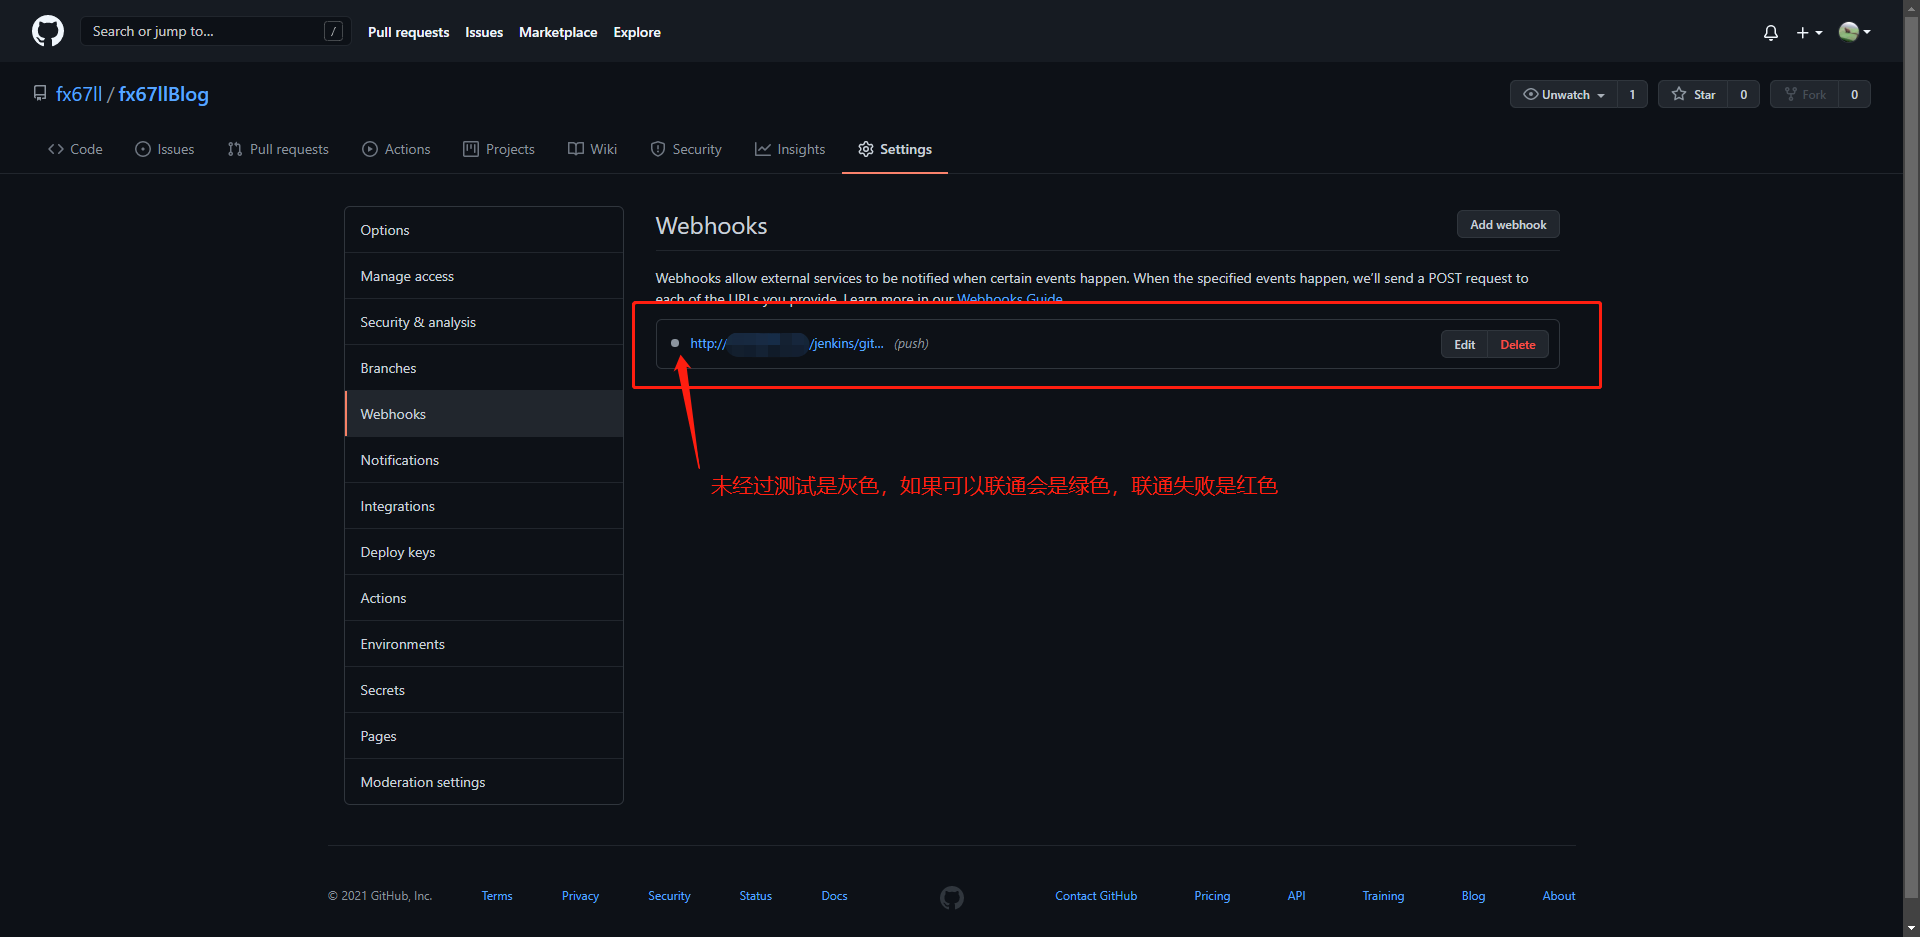 Search or jump to... /
Pull requests Issues Marketplace Explore
fx67ll / fx67llBlog
Unwatch 1 Star 0 Fork 0
Code Issues Pull requests Actions Projects Wiki Security Insights Settings
Options
Manage access
Security & analysis
Branches
Webhooks
Notifications
Integrations
Deploy keys
Actions
Environments
Secrets
Pages
Moderation settings
Webhooks
Add webhook
Webhooks allow external services to be notified when certain events happen. When the specified events happen, we’ll send a POST request to
each of the URLs you provide. Learn more in our Webhooks Guide.
http:// /jenkins/git... (push) Edit Delete
未经过测试是灰色，如果可以联通会是绿色，联通失败是红色
© 2021 GitHub, Inc. Terms Privacy Security Status Docs Contact GitHub Pricing API Training Blog About